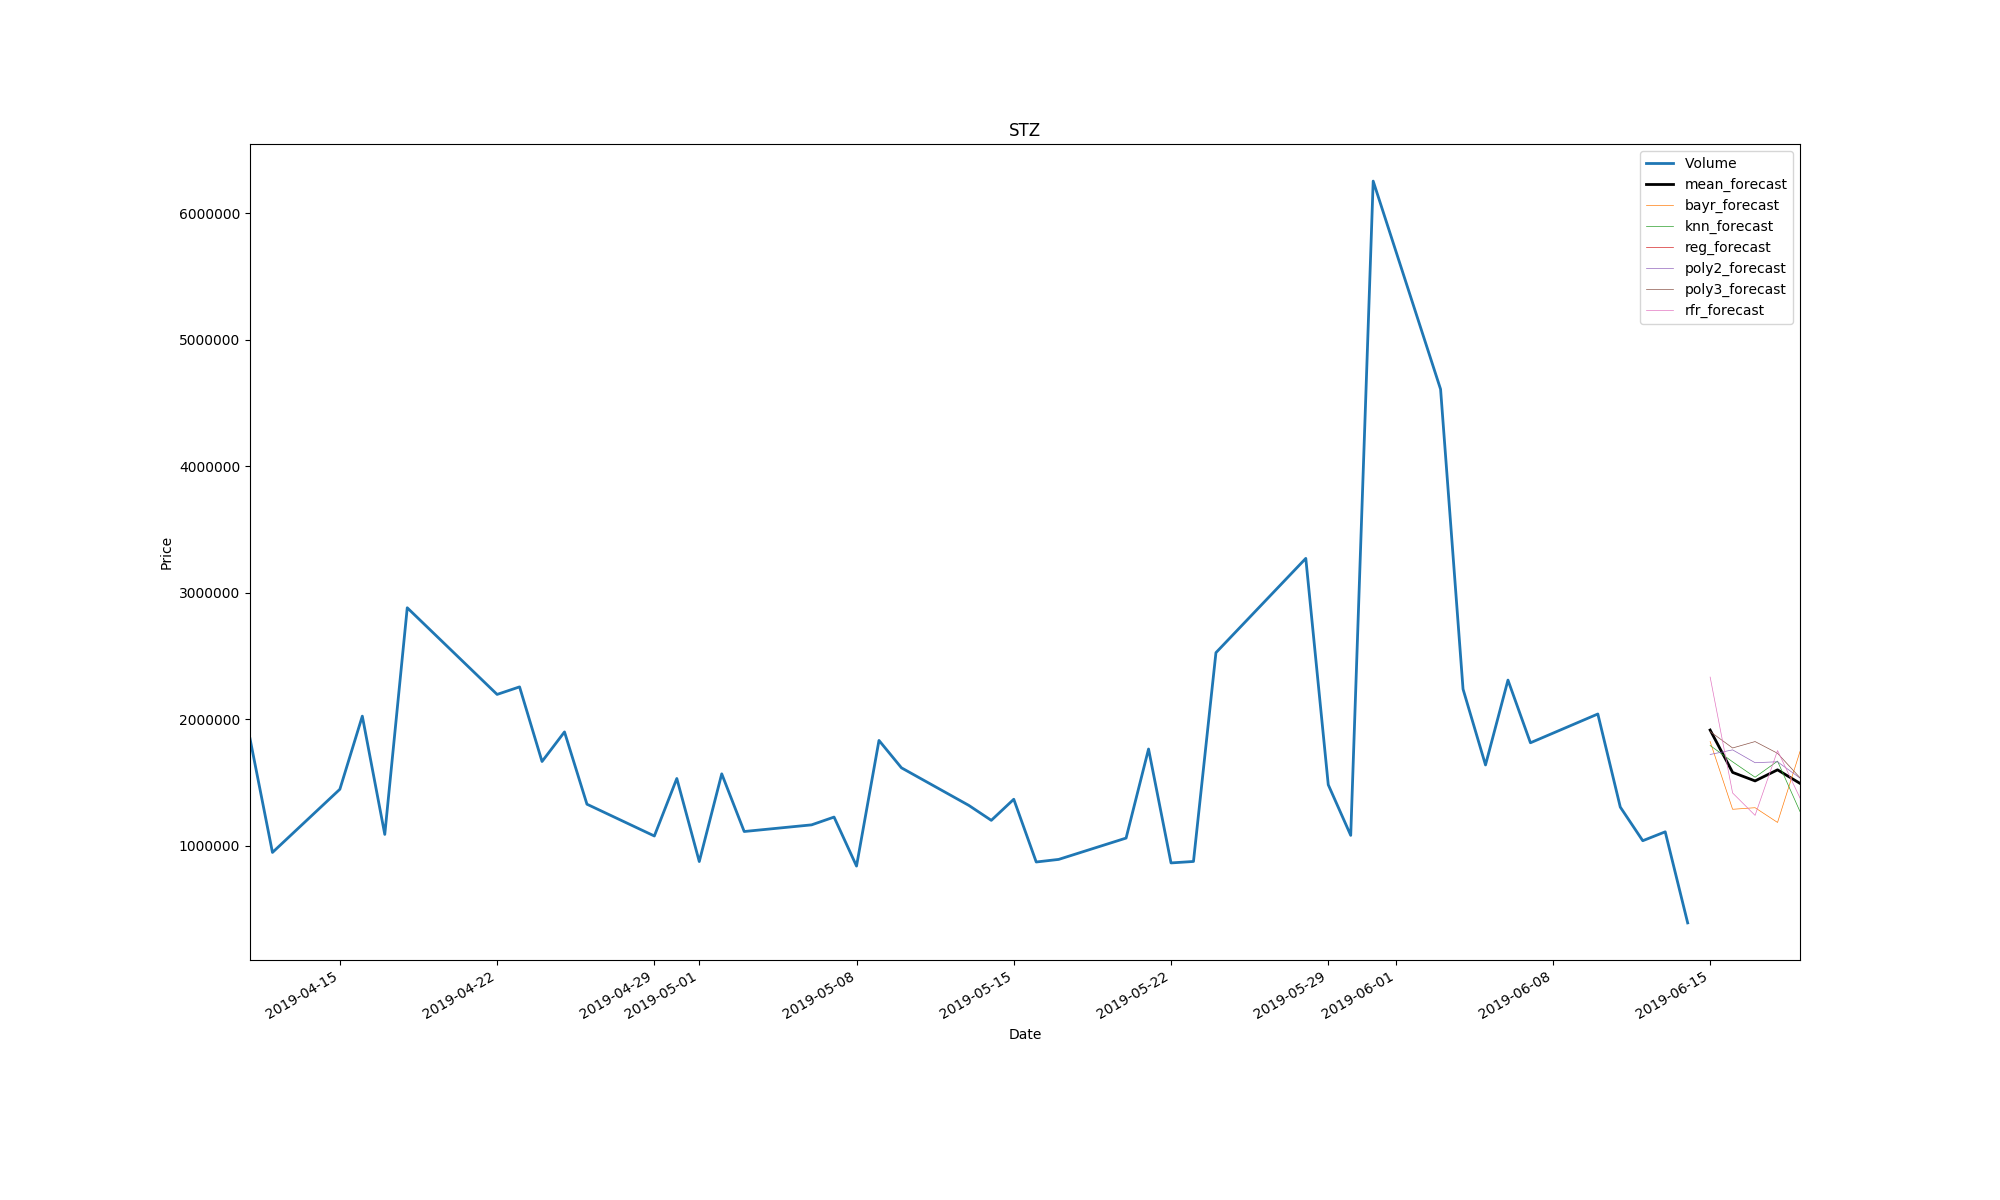 STZ
Volume
mean_forecast
bayr_forecast
knn_forecast
reg_forecast
poly2_forecast
poly3_forecast
rfr_forecast
6000000
5000000
4000000
3000000
2000000
1000000
Price
2019-04-15
2019-04-22
2019-04-29
2019-05-01
2019-05-08
2019-05-15
2019-05-22
2019-05-29
2019-06-01
2019-06-08
2019-06-15
Date